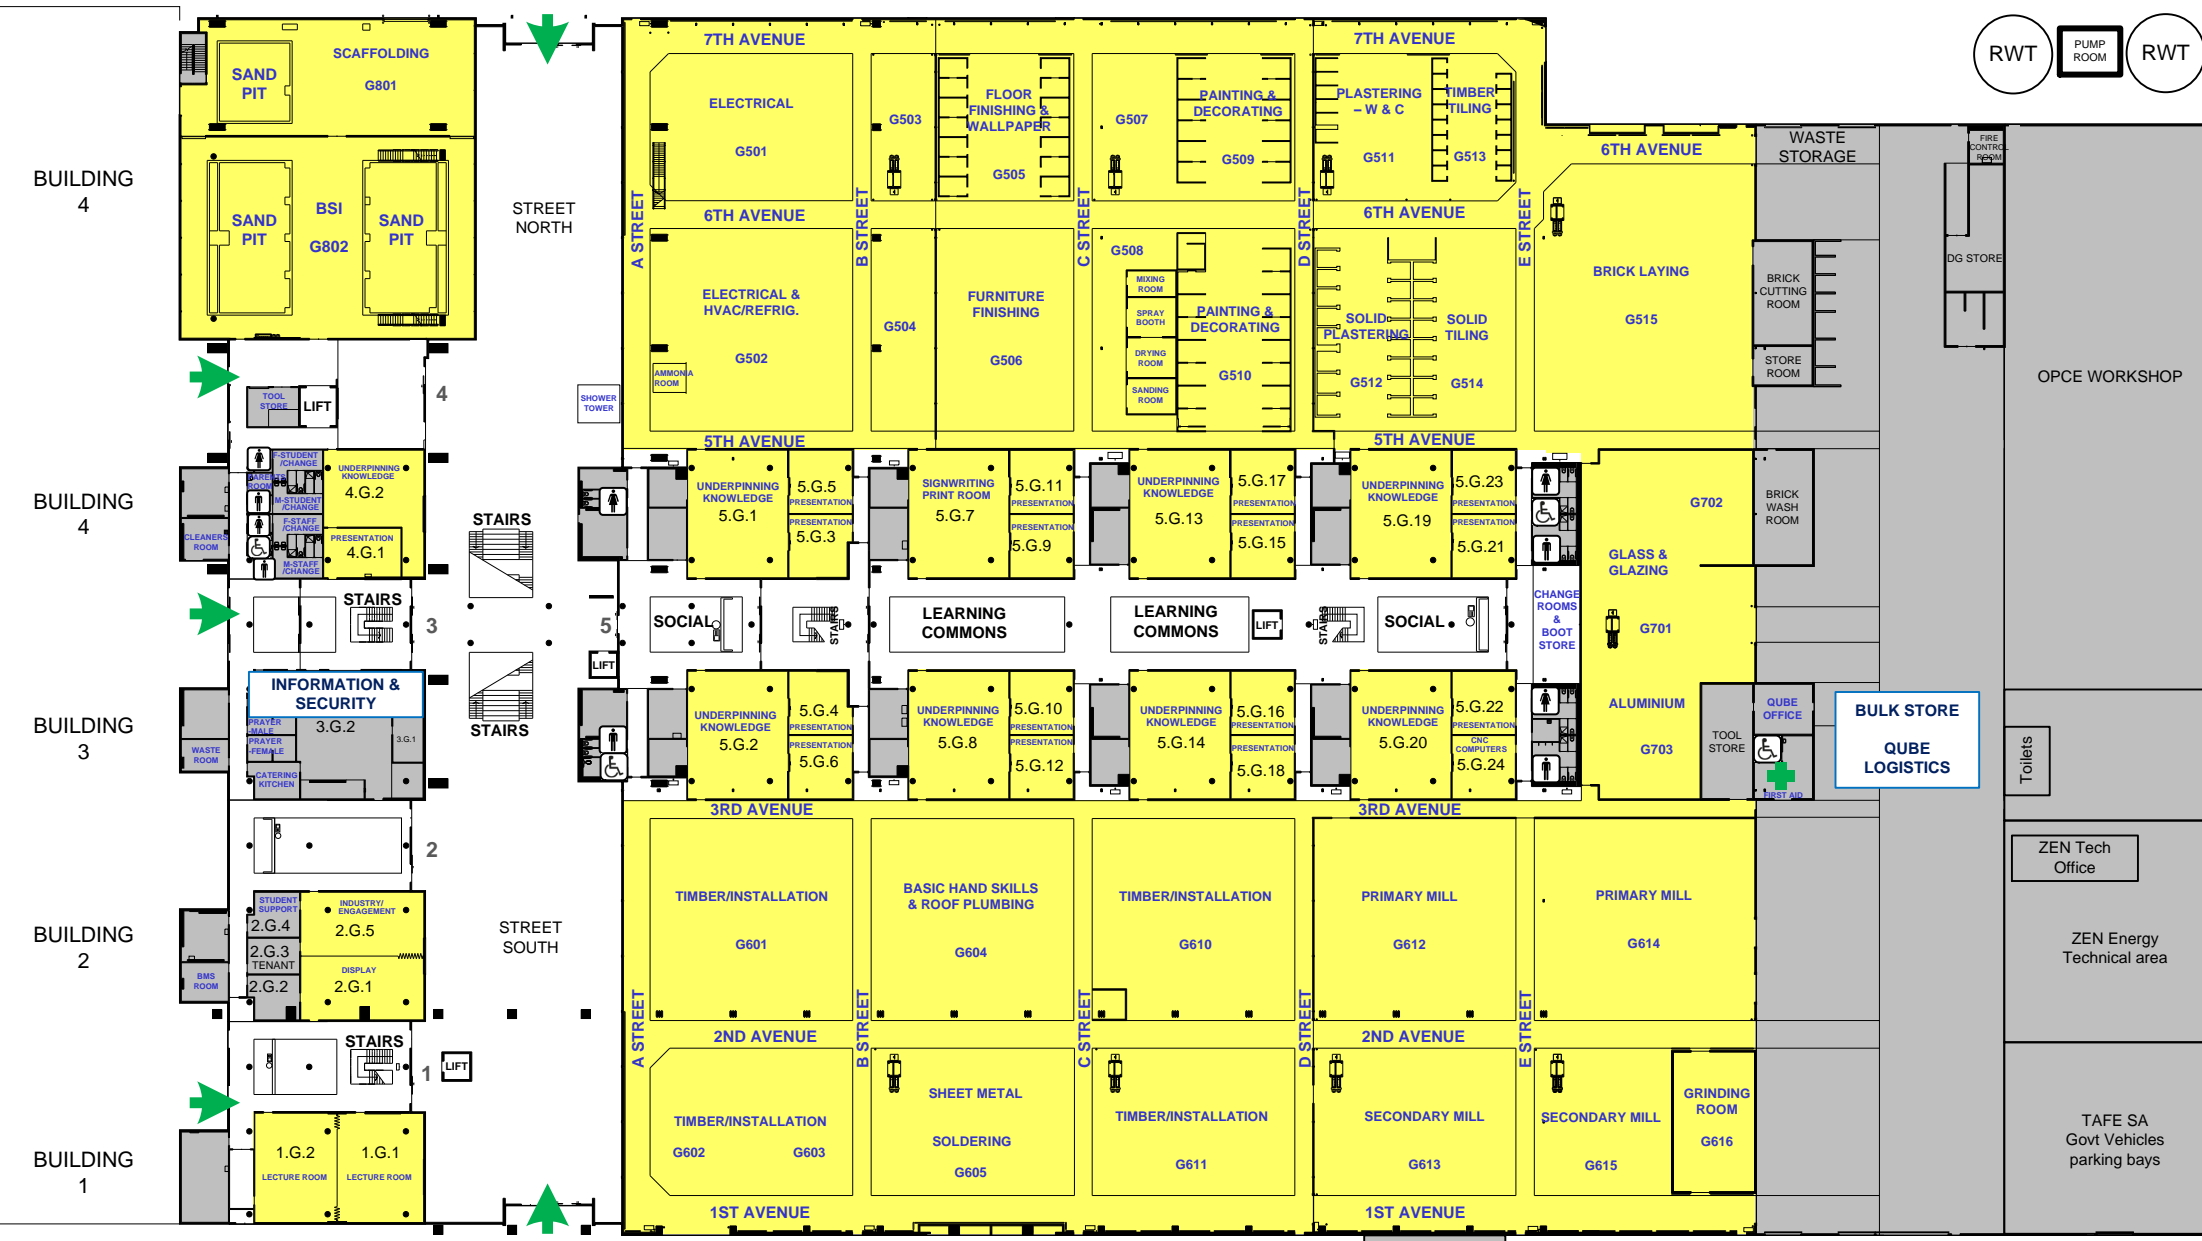 7TH AVENUE
7TH AVENUE
RWT
PUMP
ROOM
RWT
SCAFFOLDING
SAND
PIT
G801
ELECTRICAL
G501
G503
FLOOR
FINISHING &
WALLPAPER
G505
G507
PAINTING &
DECORATING
G509
PLASTERING
– W & C
G511
TIMBER
TILING
G513
6TH AVENUE
WASTE
STORAGE
FIRE
CONTROL
ROOM
BUILDING
4
SAND
PIT
BSI
G802
SAND
PIT
STREET
NORTH
A STREET
B STREET
C STREET
D STREET
E STREET
6TH AVENUE
6TH AVENUE
ELECTRICAL &
HVAC/REFRIG.
G502
AMMONIA
ROOM
G504
FURNITURE
FINISHING
G506
G508
MIXING
ROOM
SPRAY
BOOTH
DRYING
ROOM
SANDING
ROOM
PAINTING &
DECORATING
G510
SOLID
PLASTERING
G512
SOLID
TILING
G514
BRICK LAYING
G515
BRICK
CUTTING
ROOM
STORE
ROOM
DG STORE
OPCE WORKSHOP
TOOL
STORE
LIFT
4
SHOWER
TOWER
5TH AVENUE
5TH AVENUE
BUILDING
4
CLEANERS
ROOM
F-STUDENT
/CHANGE
PARENTS
ROOM
M-STUDENT
/CHANGE
F-STAFF
/CHANGE
M-STAFF
/CHANGE
UNDERPINNING
KNOWLEDGE
4.G.2
PRESENTATION
4.G.1
STAIRS
UNDERPINNING
KNOWLEDGE
5.G.1
5.G.5
PRESENTATION
PRESENTATION
5.G.3
SIGNWRITING
PRINT ROOM
5.G.7
5.G.11
PRESENTATION
PRESENTATION
5.G.9
UNDERPINNING
KNOWLEDGE
5.G.13
5.G.17
PRESENTATION
PRESENTATION
5.G.15
UNDERPINNING
KNOWLEDGE
5.G.19
5.G.23
PRESENTATION
PRESENTATION
5.G.21
G702
BRICK
WASH
ROOM
GLASS &
GLAZING
STAIRS
3
5
SOCIAL
STAIRS
LEARNING
COMMONS
LEARNING
COMMONS
LIFT
STAIRS
SOCIAL
CHANGE
ROOMS
&
BOOT
STORE
G701
LIFT
INFORMATION &
SECURITY
BUILDING
3
WASTE
ROOM
PRAYER
-MALE
PRAYER
-FEMALE
CATERING
KITCHEN
3.G.2
3.G.1
STAIRS
UNDERPINNING
KNOWLEDGE
5.G.2
5.G.4
PRESENTATION
PRESENTATION
5.G.6
UNDERPINNING
KNOWLEDGE
5.G.8
5.G.10
PRESENTATION
PRESENTATION
5.G.12
UNDERPINNING
KNOWLEDGE
5.G.14
5.G.16
PRESENTATION
PRESENTATION
5.G.18
UNDERPINNING
KNOWLEDGE
5.G.20
5.G.22
PRESENTATION
CNC
COMPUTERS
5.G.24
ALUMINIUM
G703
TOOL
STORE
QUBE
OFFICE
FIRST AID
BULK STORE
QUBE
LOGISTICS
Toilets
3RD AVENUE
3RD AVENUE
2
ZEN Tech
Office
BUILDING
2
BMS
ROOM
STUDENT
SUPPORT
2.G.4
2.G.3
TENANT
2.G.2
INDUSTRY/
ENGAGEMENT
2.G.5
DISPLAY
2.G.1
STREET
SOUTH
TIMBER/INSTALLATION
G601
BASIC HAND SKILLS
& ROOF PLUMBING
G604
TIMBER/INSTALLATION
G610
PRIMARY MILL
G612
PRIMARY MILL
G614
ZEN Energy
Technical area
A STREET
B STREET
C STREET
D STREET
E STREET
2ND AVENUE
2ND AVENUE
STAIRS
1
LIFT
BUILDING
1
1.G.2
LECTURE ROOM
1.G.1
LECTURE ROOM
TIMBER/INSTALLATION
G602
G603
SHEET METAL
SOLDERING
G605
TIMBER/INSTALLATION
G611
SECONDARY MILL
G613
SECONDARY MILL
G615
GRINDING
ROOM
G616
TAFE SA
Govt Vehicles
parking bays
1ST AVENUE
1ST AVENUE